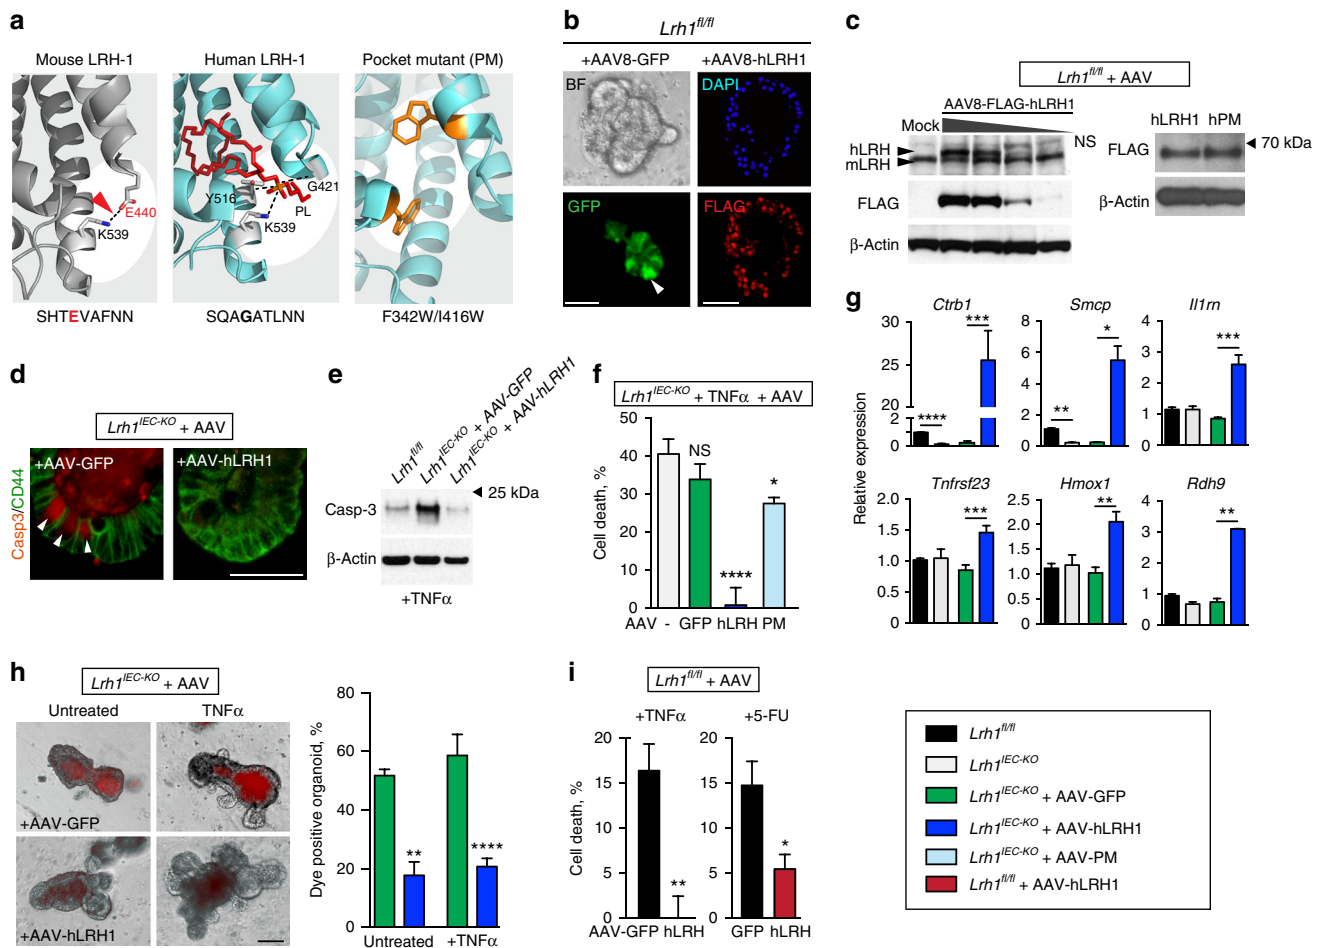 a
Mouse LRH-1
Human LRH-1
Pocket mutant (PM)
E440
K539
Y516
K539
G421
PL
SHTEVAFNN
SQAGATLNN
F342W/I416W
b
Lrh1fl/fl
+AAV8-GFP
+AAV8-hLRH1
BF
DAPI
GFP
FLAG
c
Lrh1fl/fl + AAV
AAV8-FLAG-hLRH1
Mock
NS
hLRH
mLRH
FLAG
β-Actin
hLRH1 hPM
FLAG
70 kDa
β-Actin
d
Lrh1IEC-KO + AAV
+AAV-GFP
+AAV-hLRH1
Casp3/CD44
e
Lrh1fl/fl
Lrh1IEC-KO + AAV-GFP
Lrh1IEC-KO + AAV-hLRH1
25 kDa
Casp-3
β-Actin
+TNFα
f
Lrh1IEC-KO + TNFα + AAV
Cell death, %
50
40
30
20
10
0
NS
****
*
AAV - GFP hLRH PM
g
Relative expression
Ctrb1
30
25
20
2
0
****
***
Smcp
8
6
4
2
0
**
*
Il1rn
4
3
2
1
0
***
Tnfrsf23
2.0
1.5
1.0
0.5
0
***
Hmox1
2.5
2.0
1.5
1.0
0.5
0
**
Rdh9
4
3
2
1
0
**
h
Lrh1IEC-KO + AAV
Untreated
TNFα
+AAV-GFP
+AAV-hLRH1
Dye positive organoid, %
80
60
40
20
0
**
****
Untreated
+TNFα
i
Lrh1fl/fl + AAV
+TNFα
+5-FU
Cell death, %
20
15
10
5
0
**
AAV-GFP hLRH
20
15
10
5
0
*
GFP hLRH
Lrh1fl/fl
Lrh1IEC-KO
Lrh1IEC-KO + AAV-GFP
Lrh1IEC-KO + AAV-hLRH1
Lrh1IEC-KO + AAV-PM
Lrh1fl/fl + AAV-hLRH1